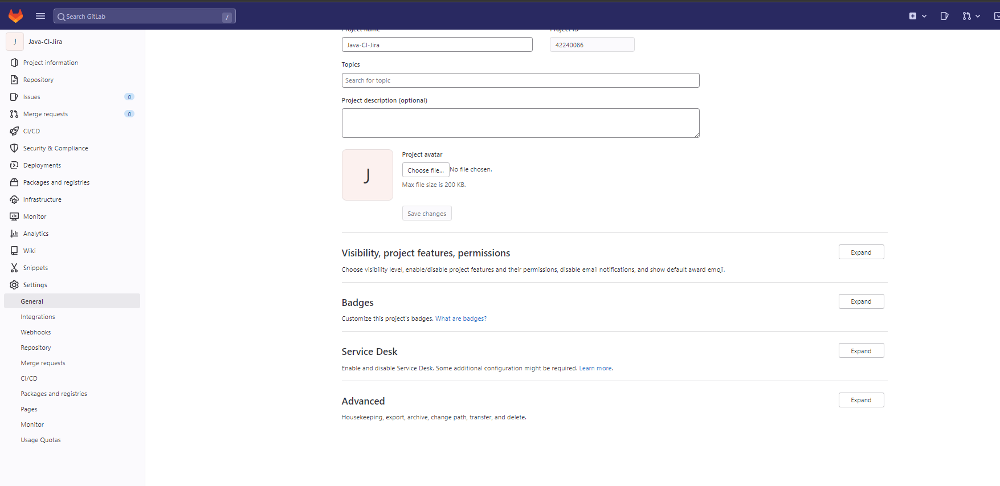 Search GitLab /
J Java-CI-Jira
Project information
Repository
Issues 0
Merge requests 0
CI/CD
Security & Compliance
Deployments
Packages and registries
Infrastructure
Monitor
Analytics
Wiki
Snippets
Settings
General
Integrations
Webhooks
Repository
Merge requests
CI/CD
Packages and registries
Pages
Monitor
Usage Quotas
Project name Project ID
Java-CI-Jira 42240086
Topics
Search for topic
Project description (optional)
J
Project avatar
Choose file... No file chosen.
Max file size is 200 KB.
Save changes
Visibility, project features, permissions Expand
Choose visibility level, enable/disable project features and their permissions, disable email notifications, and show default award emoji.
Badges Expand
Customize this project's badges. What are badges?
Service Desk Expand
Enable and disable Service Desk. Some additional configuration might be required. Learn more.
Advanced Expand
Housekeeping, export, archive, change path, transfer, and delete.